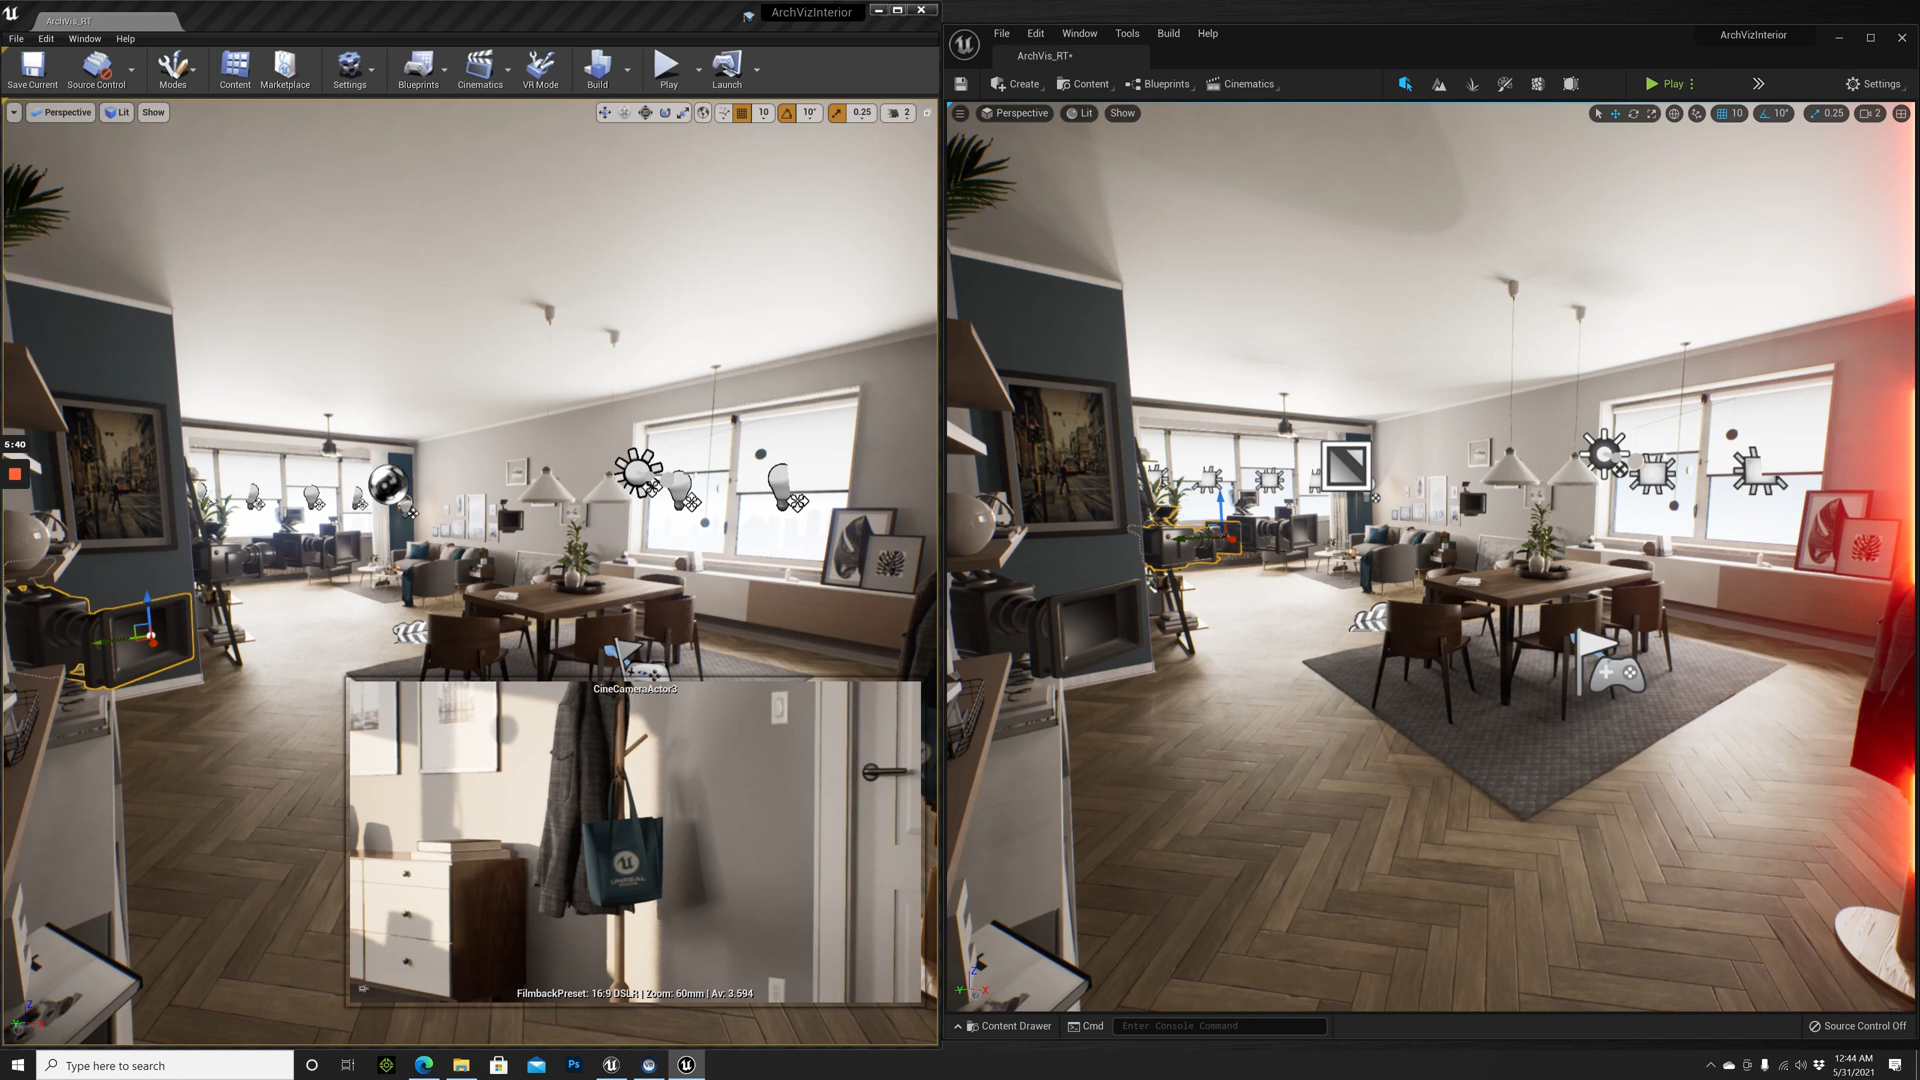 ArchVis_RT
ArchVizInterior
File Edit Window Help
Save Current Source Control Modes Content Marketplace Settings Blueprints Cinematics VR Mode Build Play Launch
Perspective Lit Show
10 10° 0.25 2
5:40
CineCameraActor3
UNREAL
FilmbackPreset: 16:9 DSLR | Zoom: 60mm | Av: 3.594
Z
Y X
File Edit Window Tools Build Help
ArchVizInterior
ArchVis_RT*
Create Content Blueprints Cinematics Play Settings
Perspective Lit Show
10 10° 0.25 2
Z
Y X
Content Drawer Cmd Enter Console Command Source Control Off
Type here to search
Ps
VR
12:44 AM
5/31/2021